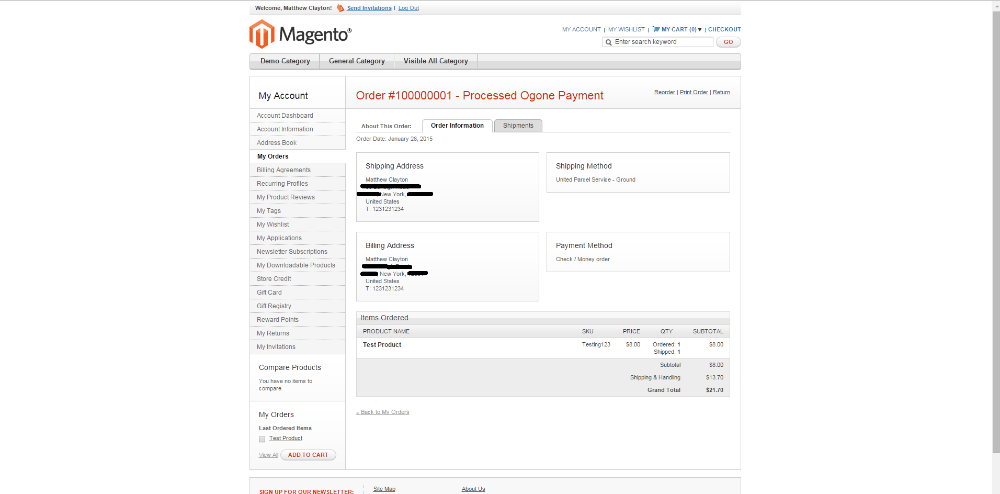 Welcome, Matthew Clayton! Send Invitations | Log Out
Magento®
MY ACCOUNT | MY WISHLIST | MY CART (0) | CHECKOUT
Enter search keyword GO
Demo Category General Category Visible All Category
My Account
Account Dashboard
Account Information
Address Book
My Orders
Billing Agreements
Recurring Profiles
My Product Reviews
My Tags
My Wishlist
My Applications
Newsletter Subscriptions
My Downloadable Products
Store Credit
Gift Card
Gift Registry
Reward Points
My Returns
My Invitations
Compare Products
You have no items to
compare.
My Orders
Last Ordered Items
Test Product
View All ADD TO CART
Order #100000001 - Processed Ogone Payment
Reorder | Print Order | Return
About This Order: Order Information Shipments
Order Date: January 28, 2015
Shipping Address
Matthew Clayton
New York,
United States
T: 1231231234
Shipping Method
United Parcel Service - Ground
Billing Address
Matthew Clayton
New York,
United States
T: 1231231234
Payment Method
Check / Money order
Items Ordered
PRODUCT NAME SKU PRICE QTY SUBTOTAL
Test Product Testing123 $8.00 Ordered: 1 $8.00
Shipped: 1
Subtotal $8.00
Shipping & Handling $13.70
Grand Total $21.70
« Back to My Orders
SIGN UP FOR OUR NEWSLETTER: Site Map About Us